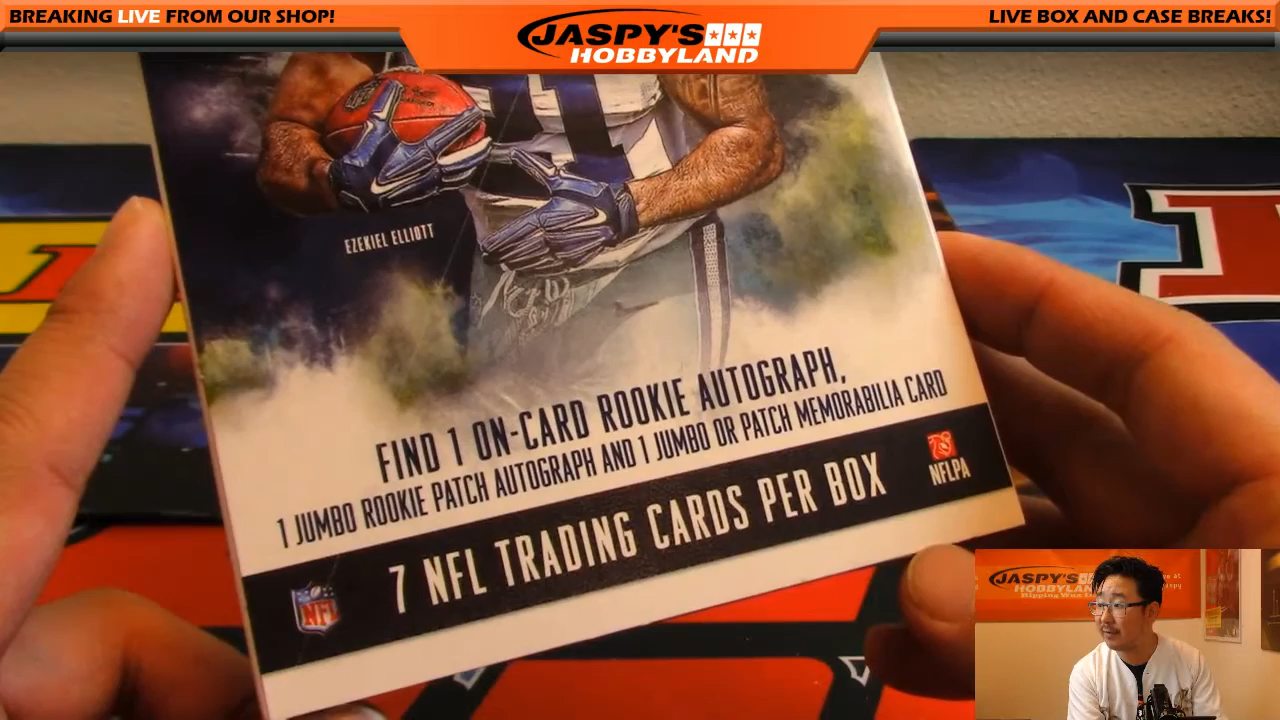 BREAKING LIVE FROM OUR SHOP!
JASPY'S
HOBBYLAND
LIVE BOX AND CASE BREAKS!
EZEKIEL ELLIOTT
FIND 1 ON-CARD ROOKIE AUTOGRAPH,
1 JUMBO ROOKIE PATCH AUTOGRAPH AND 1 JUMBO OR PATCH MEMORABILIA CARD
7 NFL TRADING CARDS PER BOX
NFL
NFLPA
JASPY'S
HOBBYLAND